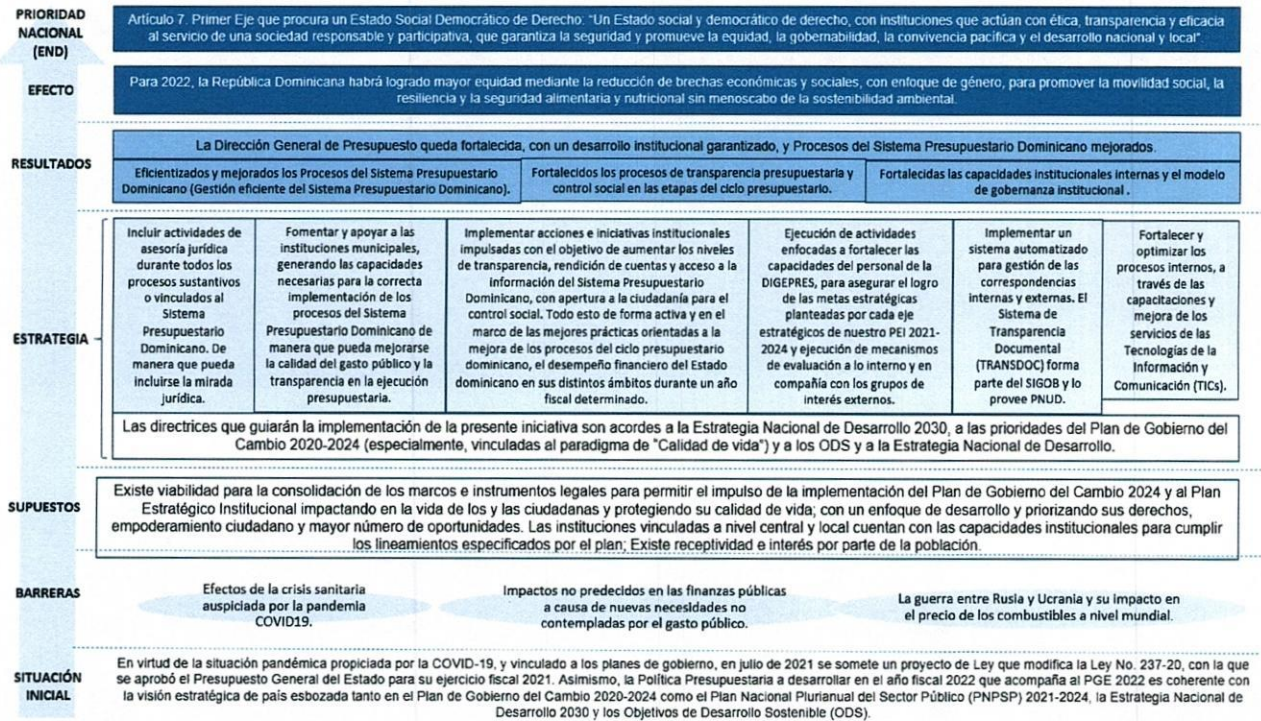 PRIORIDAD
NACIONAL
(END)
Artículo 7. Primer Eje que procura un Estado Social Democrático de Derecho: "Un Estado social y democrático de derecho, con instituciones que actúan con ética, transparencia y eficacia
al servicio de una sociedad responsable y participativa, que garantiza la seguridad y promueve la equidad, la gobernabilidad, la convivencia pacífica y el desarrollo nacional y local".
EFECTO
Para 2022, la República Dominicana habrá logrado mayor equidad mediante la reducción de brechas económicas y sociales, con enfoque de género, para promover la movilidad social, la
resiliencia y la seguridad alimentaria y nutricional sin menoscabo de la sostenibilidad ambiental.
RESULTADOS
La Dirección General de Presupuesto queda fortalecida, con un desarrollo institucional garantizado, y Procesos del Sistema Presupuestario Dominicano mejorados.
Eficientizados y mejorados los Procesos del Sistema Presupuestario
Dominicano (Gestión eficiente del Sistema Presupuestario Dominicano).
Fortalecidos los procesos de transparencia presupuestaria y
control social en las etapas del ciclo presupuestario.
Fortalecidas las capacidades institucionales internas y el modelo
de gobernanza institucional .
ESTRATEGIA
Incluir actividades de
asesoría jurídica
durante todos los
procesos sustantivos
o vinculados al
Sistema
Presupuestario
Dominicano. De
manera que pueda
incluirse la mirada
jurídica.
Fomentar y apoyar a las
instituciones municipales,
generando las capacidades
necesarias para la correcta
implementación de los
procesos del Sistema
Presupuestario Dominicano de
manera que pueda mejorarse
la calidad del gasto público y la
transparencia en la ejecución
presupuestaria.
Implementar acciones e iniciativas institucionales
impulsadas con el objetivo de aumentar los niveles
de transparencia, rendición de cuentas y acceso a la
información del Sistema Presupuestario
Dominicano, con apertura a la ciudadanía para el
control social. Todo esto de forma activa y en el
marco de las mejores prácticas orientadas a la
mejora de los procesos del ciclo presupuestario
dominicano, el desempeño financiero del Estado
dominicano en sus distintos ámbitos durante un año
fiscal determinado.
Ejecución de actividades
enfocadas a fortalecer las
capacidades del personal de la
DIGEPRES, para asegurar el logro
de las metas estratégicas
planteadas por cada eje
estratégicos de nuestro PEI 2021-
2024 y ejecución de mecanismos
de evaluación a lo interno y en
compañía con los grupos de
interés externos.
Implementar un
sistema automatizado
para gestión de las
correspondencias
internas y externas. El
Sistema de
Transparencia
Documental
(TRANSDOC) forma
parte del SIGOB y lo
provee PNUD.
Fortalecer y
optimizar los
procesos internos, a
través de las
capacitaciones y
mejora de los
servicios de las
Tecnologías de la
Información y
Comunicación (TICs).
Las directrices que guiarán la implementación de la presente iniciativa son acordes a la Estrategia Nacional de Desarrollo 2030, a las prioridades del Plan de Gobierno del
Cambio 2020-2024 (especialmente, vinculadas al paradigma de "Calidad de vida") y a los ODS y a la Estrategia Nacional de Desarrollo.
SUPUESTOS
Existe viabilidad para la consolidación de los marcos e instrumentos legales para permitir el impulso de la implementación del Plan de Gobierno del Cambio 2024 y al Plan
Estratégico Institucional impactando en la vida de los y las ciudadanas y protegiendo su calidad de vida; con un enfoque de desarrollo y priorizando sus derechos,
empoderamiento ciudadano y mayor número de oportunidades. Las instituciones vinculadas a nivel central y local cuentan con las capacidades institucionales para cumplir
los lineamientos especificados por el plan; Existe receptividad e interés por parte de la población.
BARRERAS
Efectos de la crisis sanitaria
auspiciada por la pandemia
COVID19.
Impactos no predecidos en las finanzas públicas
a causa de nuevas necesidades no
contempladas por el gasto público.
La guerra entre Rusia y Ucrania y su impacto en
el precio de los combustibles a nivel mundial.
SITUACIÓN
INICIAL
En virtud de la situación pandémica propiciada por la COVID-19, y vinculado a los planes de gobierno, en julio de 2021 se somete un proyecto de Ley que modifica la Ley No. 237-20, con la que
se aprobó el Presupuesto General del Estado para su ejercicio fiscal 2021. Asimismo, la Política Presupuestaria a desarrollar en el año fiscal 2022 que acompaña al PGE 2022 es coherente con
la visión estratégica de país esbozada tanto en el Plan de Gobierno del Cambio 2020-2024 como el Plan Nacional Plurianual del Sector Público (PNPSP) 2021-2024, la Estrategia Nacional de
Desarrollo 2030 y los Objetivos de Desarrollo Sostenible (ODS).